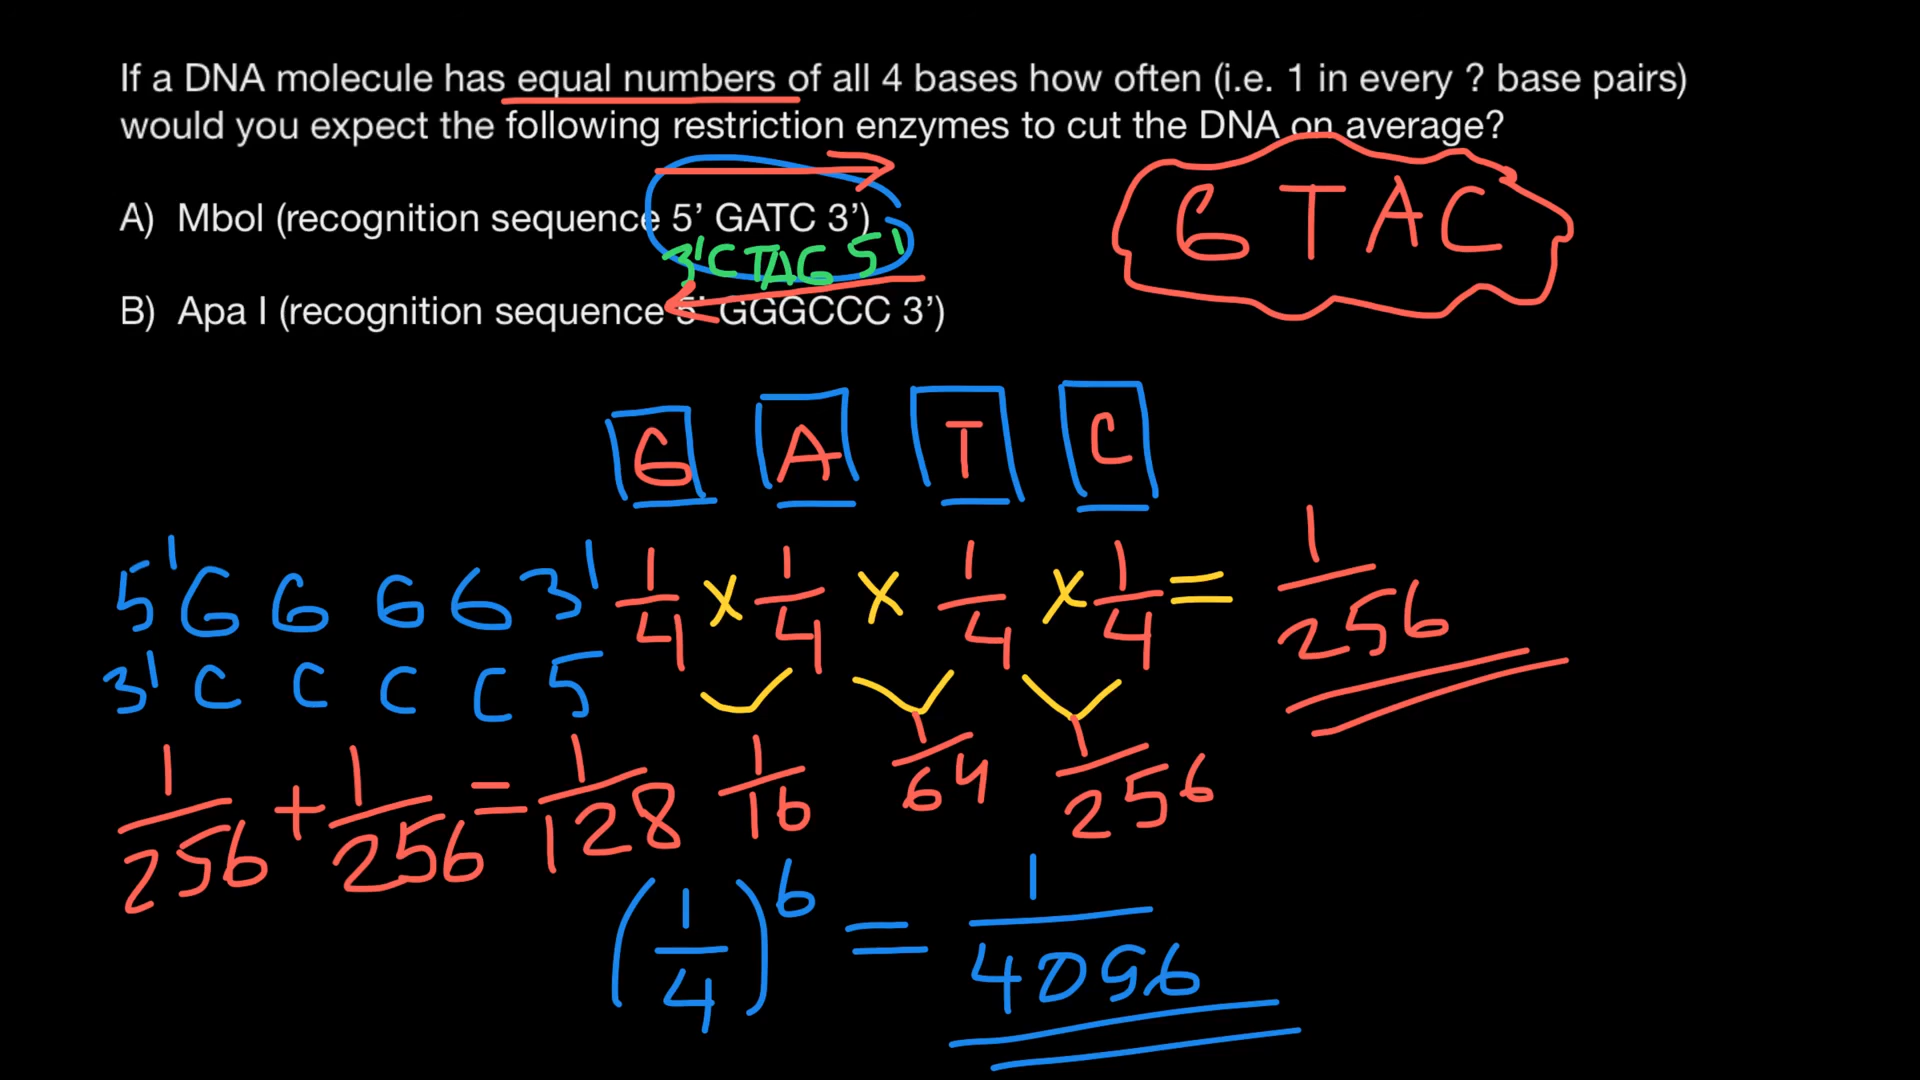 If a DNA molecule has equal numbers of all 4 bases how often (i.e. 1 in every ? base pairs)
would you expect the following restriction enzymes to cut the DNA on average?
A) MboI (recognition sequence 5’ GATC 3’)
3' CTAG 5'
GTAC
B) Apa I (recognition sequence 5’ GGGCCC 3’)
G A T C
5' G G G G 3'
3' C C C C 5
1/4 x 1/4 x 1/4 x 1/4 = 1/256
1/16 1/64 1/256
1/256 + 1/256 = 1/128
(1/4)^6 = 1/4096